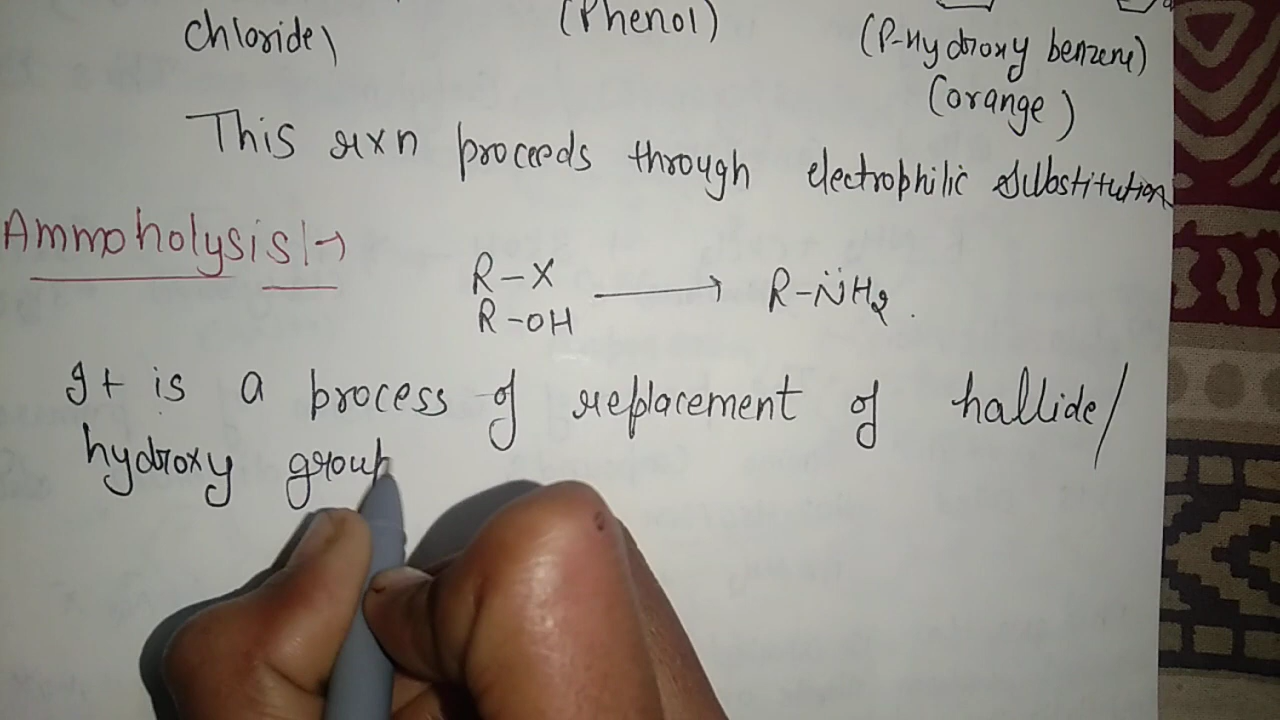 chloride)
(Phenol)
(P-Hydroxy benzene)
(orange)
This rxn proceeds through electrophilic substitution
Ammoholysis:→
R-X
R-OH → R-N̈H2.
It is a process of replacement of hallide/
hydroxy group